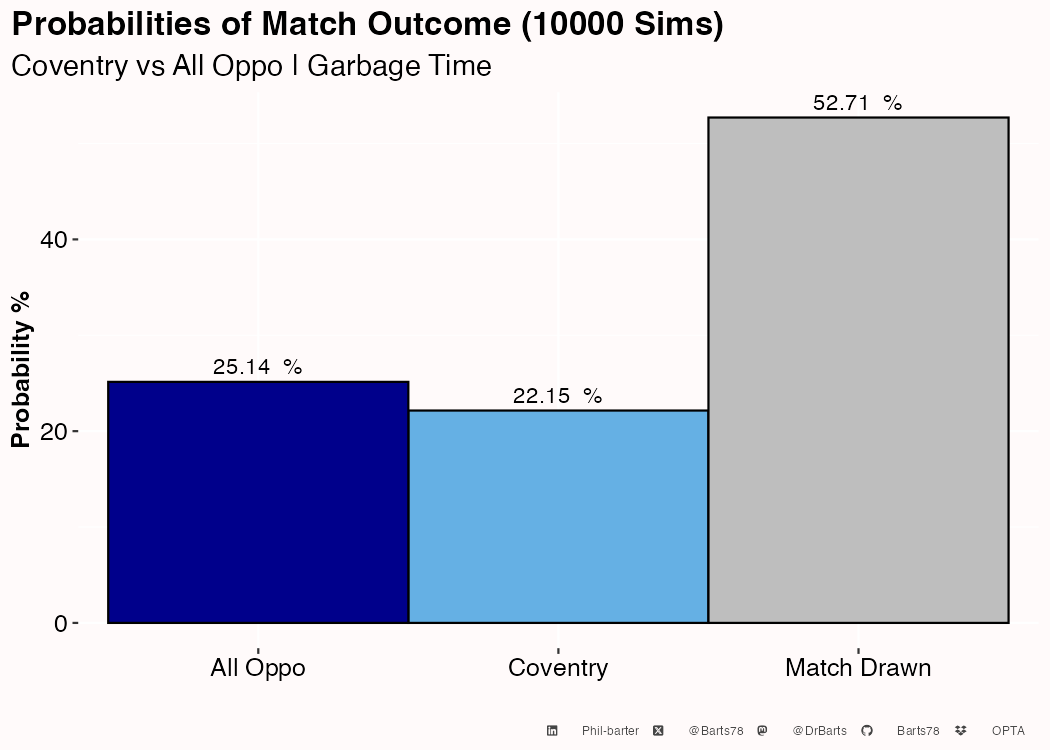 Probabilities of Match Outcome (10000 Sims)
Coventry vs All Oppo | Garbage Time
52.71 %
40
25.14 %
22.15 %
Probability %
20
0
All Oppo Coventry Match Drawn
Phil-barter @Barts78 @DrBarts Barts78 OPTA